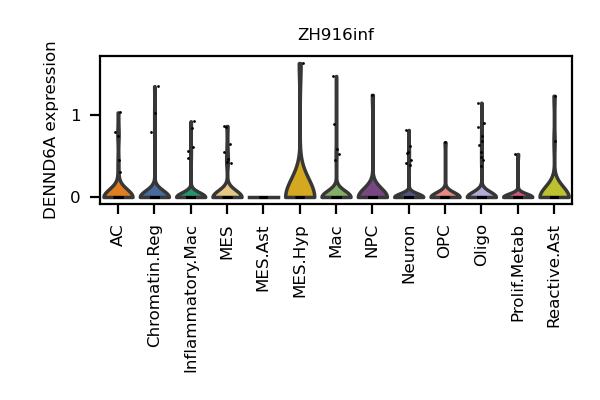 ZH916inf
DENND6A expression
1
0
AC
Chromatin.Reg
Inflammatory.Mac
MES
MES.Ast
MES.Hyp
Mac
NPC
Neuron
OPC
Oligo
Prolif.Metab
Reactive.Ast